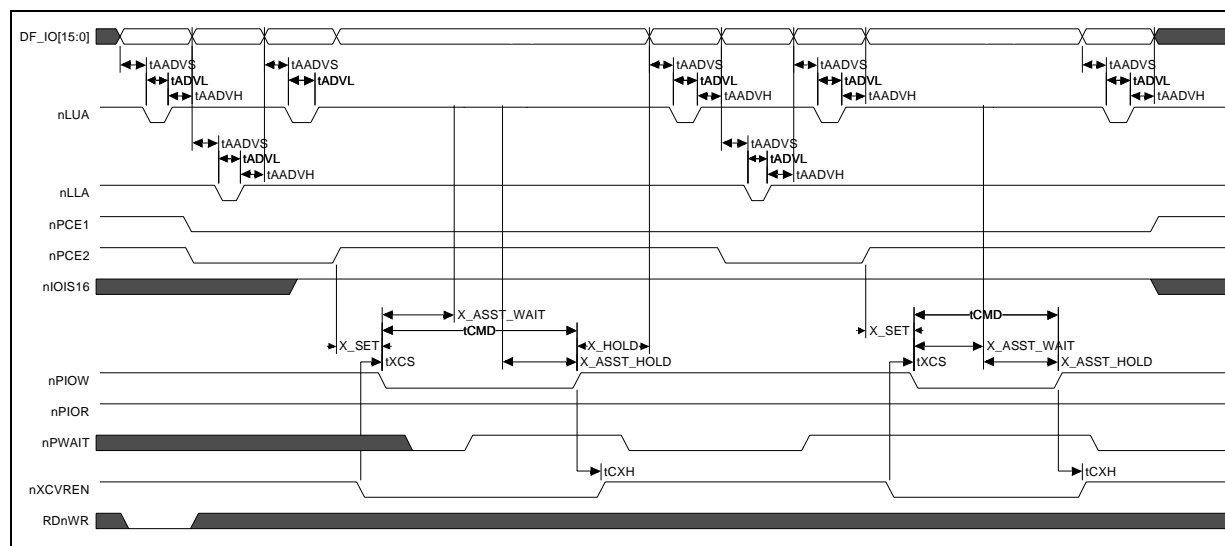 DF_IO[15:0]
tAADVS tAADVS tAADVS tAADVS tAADVS
tADVL tADVL tADVL tADVL tADVL
tAADVH tAADVH tAADVH tAADVH
nLUA
tAADVS tAADVS
tADVL tADVL
tAADVH tAADVH
nLLA
nPCE1
nPCE2
nIOIS16
X_ASST_WAIT tCMD
tCMD X_SET
X_SET X_HOLD X_ASST_WAIT
tXCS X_ASST_HOLD tXCS X_ASST_HOLD
nPIOW
nPIOR
nPWAIT
tCXH tCXH
nXCVREN
RDnWR